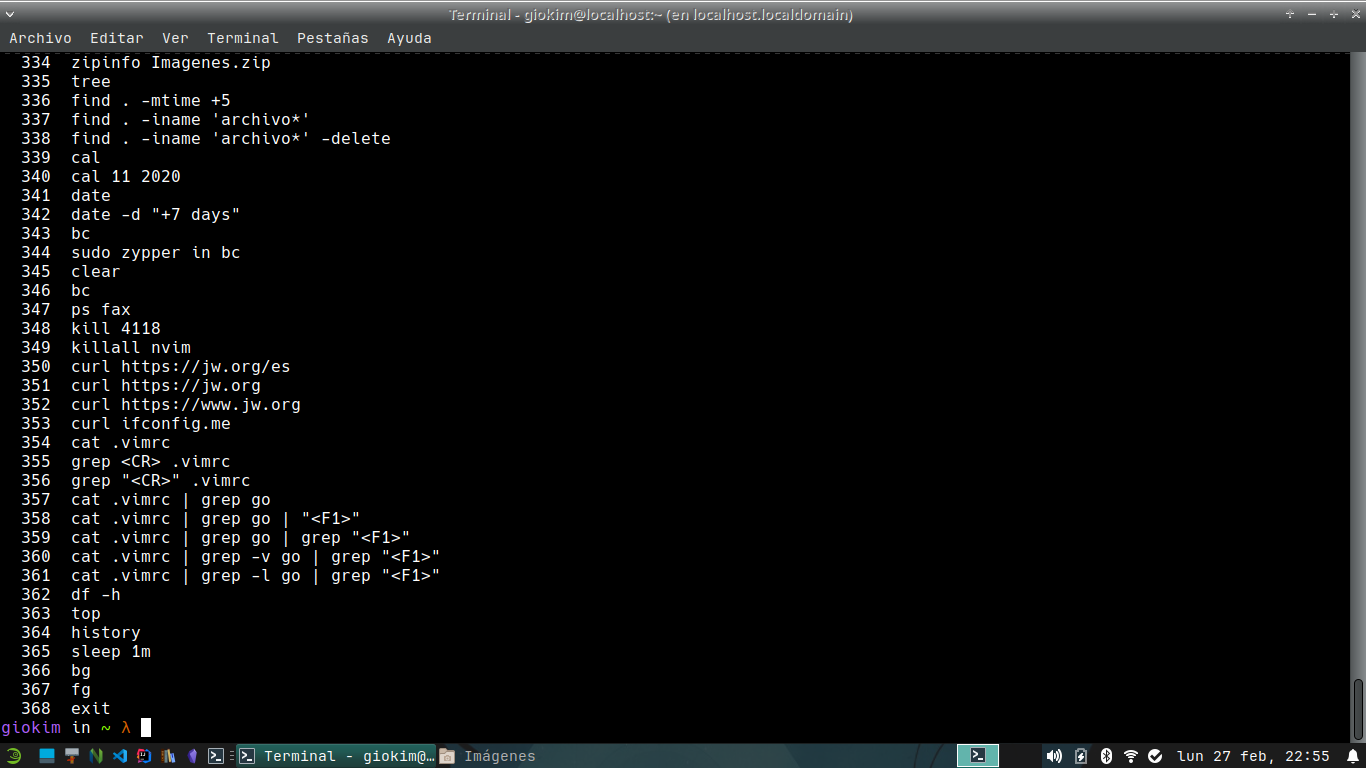 Terminal - giokim@localhost:~ (en localhost.localdomain)
Archivo Editar Ver Terminal Pestañas Ayuda
334 zipinfo Imagenes.zip
335 tree
336 find . -mtime +5
337 find . -iname 'archivo*'
338 find . -iname 'archivo*' -delete
339 cal
340 cal 11 2020
341 date
342 date -d "+7 days"
343 bc
344 sudo zypper in bc
345 clear
346 bc
347 ps fax
348 kill 4118
349 killall nvim
350 curl https://jw.org/es
351 curl https://jw.org
352 curl https://www.jw.org
353 curl ifconfig.me
354 cat .vimrc
355 grep <CR> .vimrc
356 grep "<CR>" .vimrc
357 cat .vimrc | grep go
358 cat .vimrc | grep go | "<F1>"
359 cat .vimrc | grep go | grep "<F1>"
360 cat .vimrc | grep -v go | grep "<F1>"
361 cat .vimrc | grep -l go | grep "<F1>"
362 df -h
363 top
364 history
365 sleep 1m
366 bg
367 fg
368 exit
giokim in ~ λ
Terminal - giokim@... Imágenes lun 27 feb, 22:55